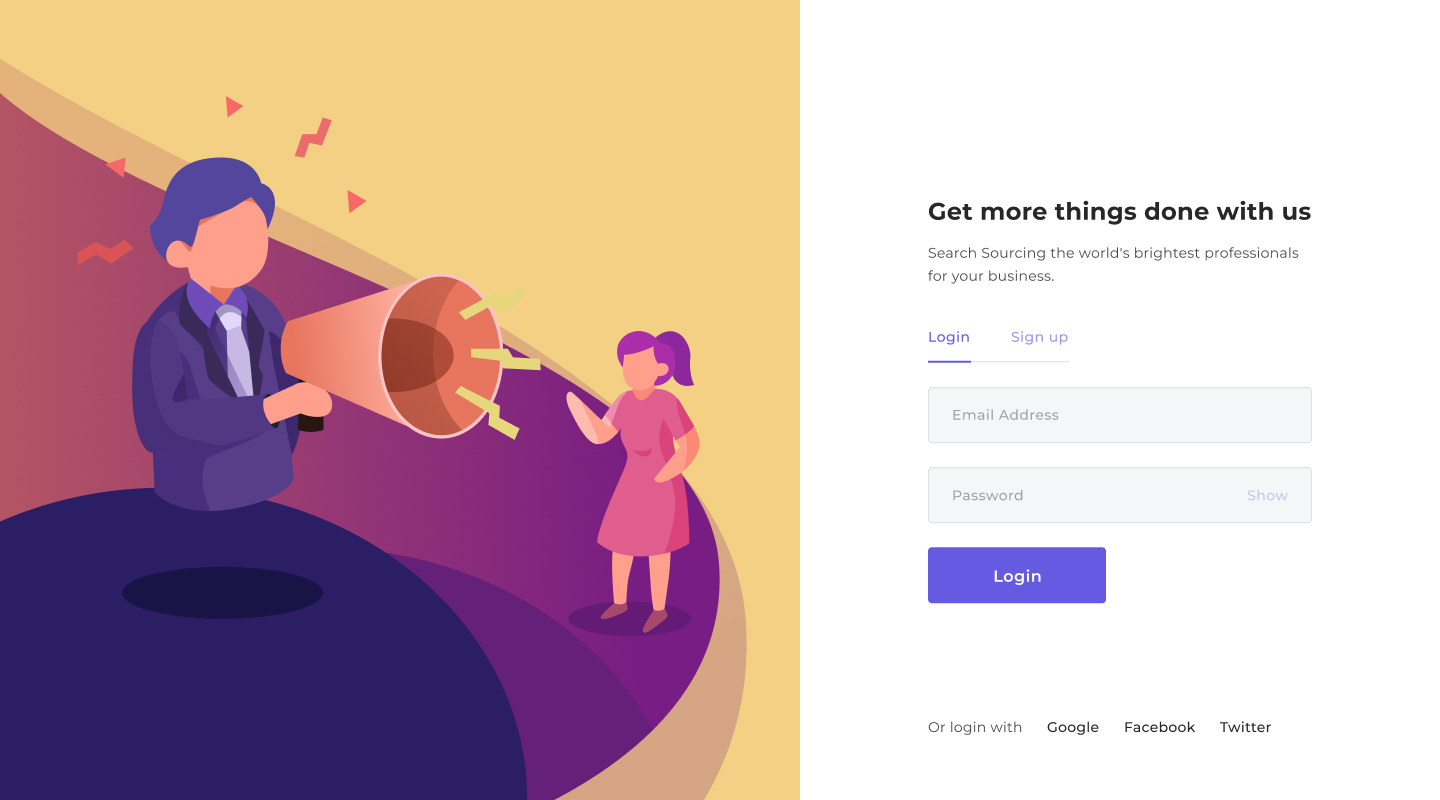 Get more things done with us
Search Sourcing the world's brightest professionals
for your business.
Login Sign up
Email Address
Password Show
Login
Or login with Google Facebook Twitter